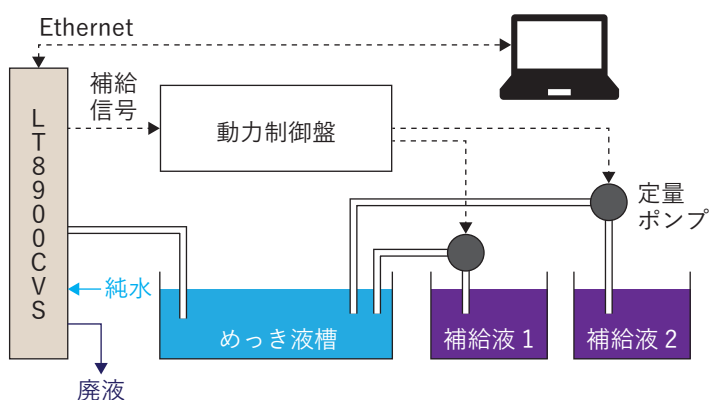 Ethernet
補給
信号
動力制御盤
LT8900CVS
定量
ポンプ
純水
めっき液槽
補給液 1
補給液 2
廃液